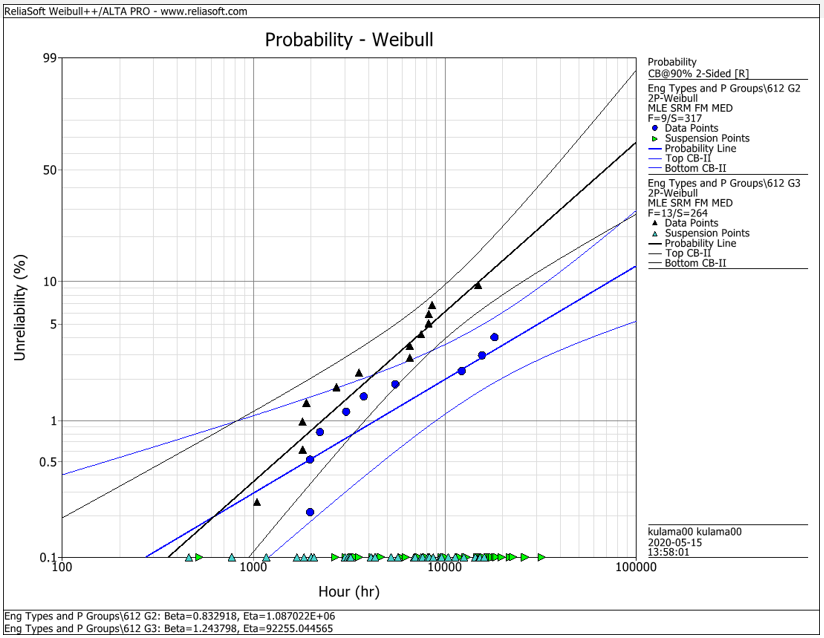 ReliaSoft Weibull++/ALTA PRO - www.reliasoft.com
Probability - Weibull
99
50
10
5
1
0.5
0.1
Unreliability (%)
100
1000
10000
100000
Hour (hr)
Probability
CB@90% 2-Sided [R]
Eng Types and P Groups\612 G2
2P-Weibull
MLE SRM FM MED
F=9/S=317
Data Points
Suspension Points
Probability Line
Top CB-II
Bottom CB-II
Eng Types and P Groups\612 G3
2P-Weibull
MLE SRM FM MED
F=13/S=264
Data Points
Suspension Points
Probability Line
Top CB-II
Bottom CB-II
kulama00 kulama00
2020-05-15
13:58:01
Eng Types and P Groups\612 G2: Beta=0.832918, Eta=1.087022E+06
Eng Types and P Groups\612 G3: Beta=1.243798, Eta=92255.044565